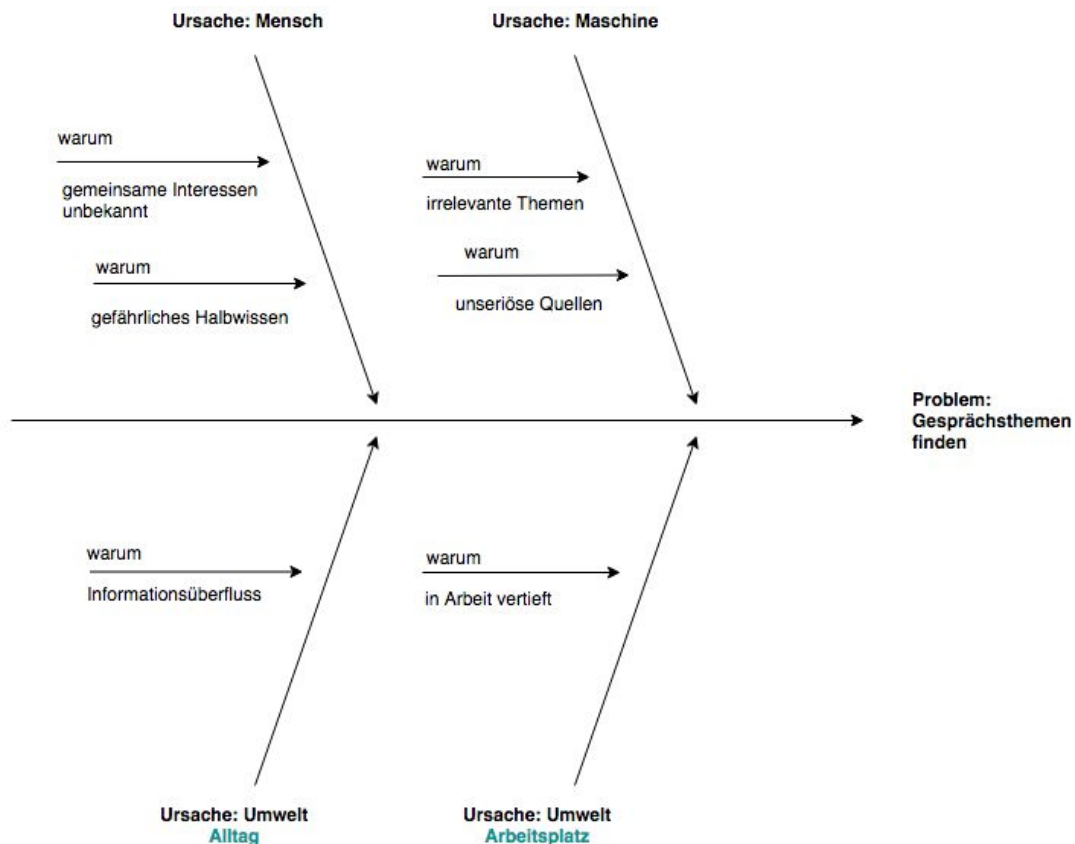 Ursache: Mensch
Ursache: Maschine
warum
gemeinsame Interessen
unbekannt
warum
gefährliches Halbwissen
warum
irrelevante Themen
warum
unseriöse Quellen
Problem:
Gesprächsthemen
finden
warum
Informationsüberfluss
warum
in Arbeit vertieft
Ursache: Umwelt
Alltag
Ursache: Umwelt
Arbeitsplatz